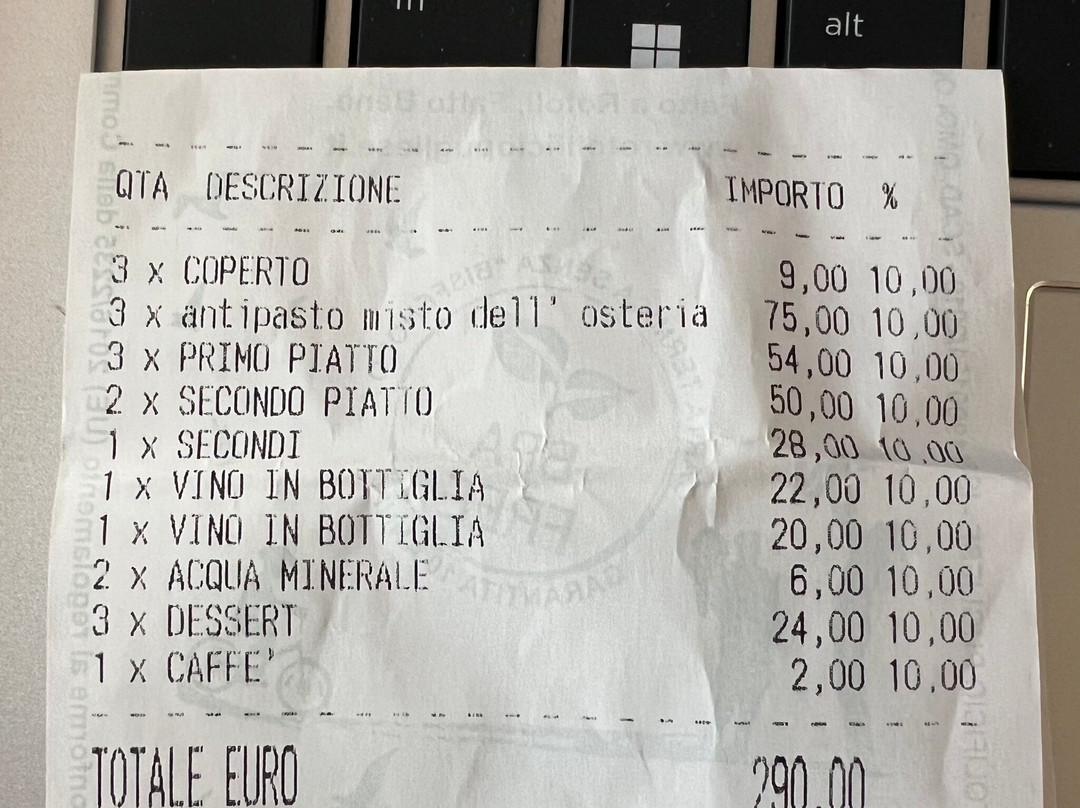 alt
QTA DESCRIZIONE IMPORTO %
3 x COPERTO 9,00 10,00
3 x antipasto misto dell' osteria 75,00 10,00
3 x PRIMO PIATTO 54,00 10,00
2 x SECONDO PIATTO 50,00 10,00
1 x SECONDI 28,00 10,00
1 x VINO IN BOTTIGLIA 22,00 10,00
1 x VINO IN BOTTIGLIA 20,00 10,00
2 x ACQUA MINERALE 6,00 10,00
3 x DESSERT 24,00 10,00
1 x CAFFE' 2,00 10,00
TOTALE EURO 290,00